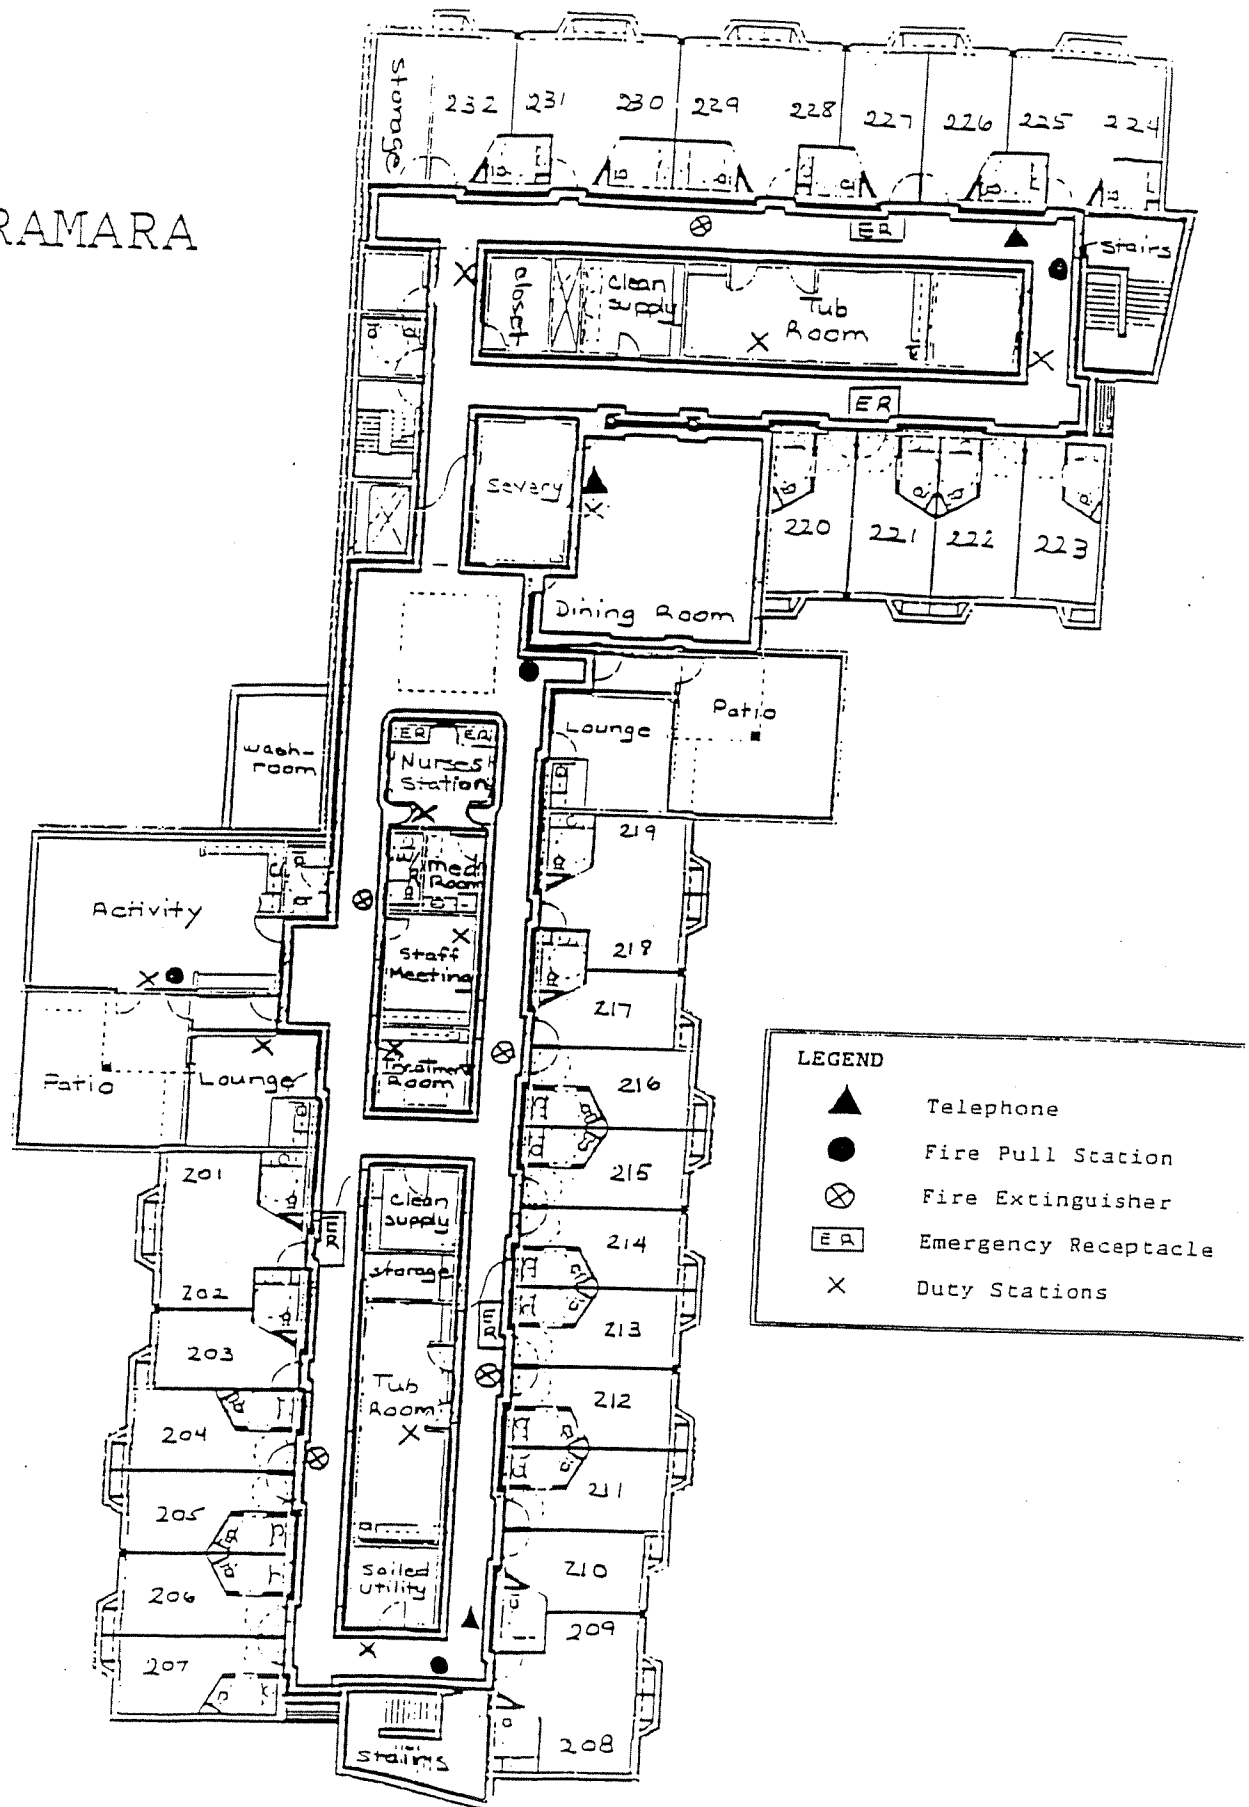 RAMARA
storage
232
231
230
229
228
227
226
225
224
ER
stairs
closet
clean
supply
Tub
Room
ER
servery
220
221
222
223
Dining Room
Lounge
Patio
wash-
room
ER
ER
Nurses
Station
219
Meds
Room
Activity
Staff
Meeting
218
217
Patio
Lounge
Room
216
201
215
clean
supply
ER
214
storage
202
ER
213
203
Tub
Room
212
204
211
205
210
soiled
utility
206
209
207
208
stairs
LEGEND
Telephone
Fire Pull Station
Fire Extinguisher
ER Emergency Receptacle
Duty Stations